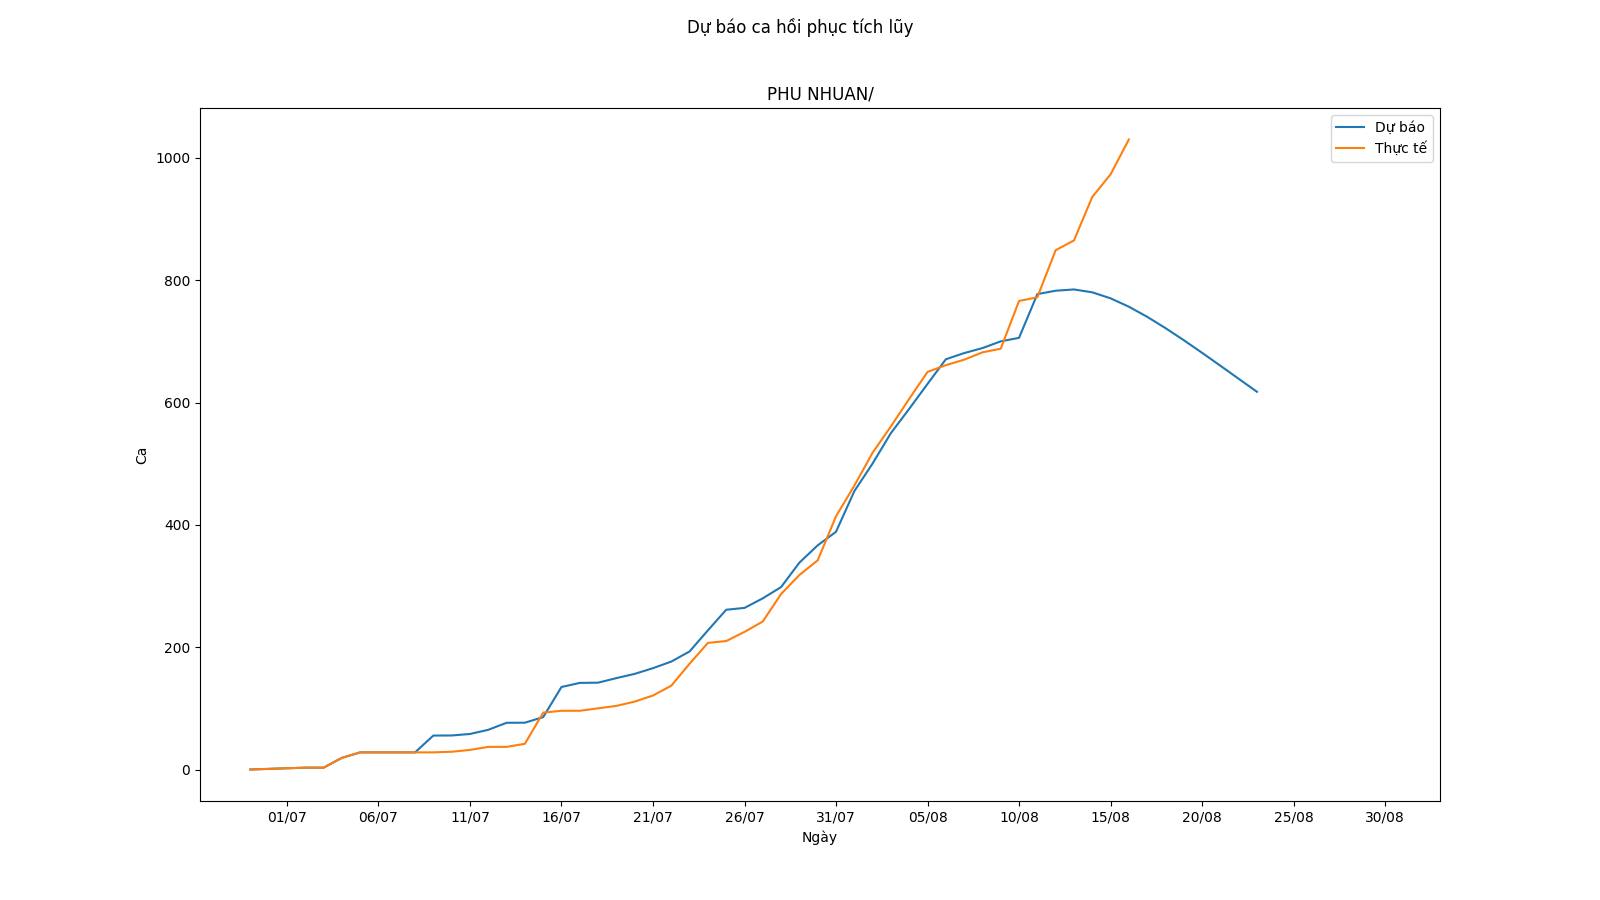 Dự báo ca hồi phục tích lũy
PHU NHUAN/
Dự báo
Thực tế
1000
800
600
400
200
0
Ca
01/07 06/07 11/07 16/07 21/07 26/07 31/07 05/08 10/08 15/08 20/08 25/08 30/08
Ngày